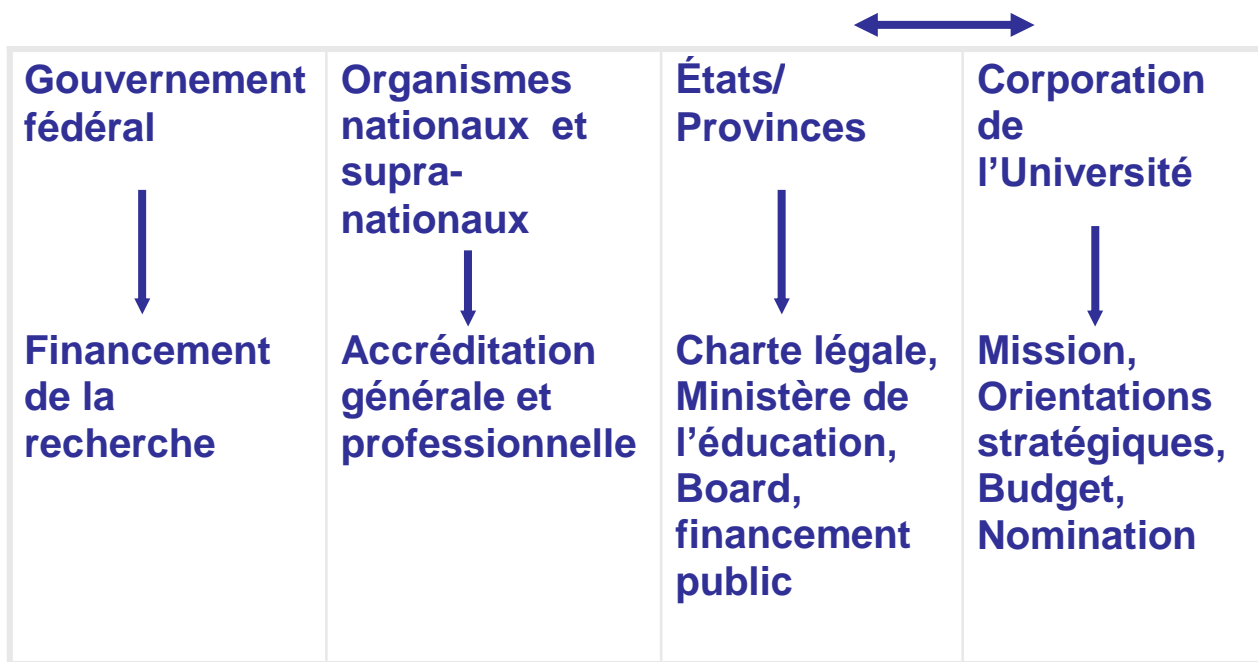 Gouvernement
fédéral
Financement
de la
recherche
Organismes
nationaux et
supra-
nationaux
Accréditation
générale et
professionnelle
États/
Provinces
Charte légale,
Ministère de
l’éducation,
Board,
financement
public
Corporation
de
l’Université
Mission,
Orientations
stratégiques,
Budget,
Nomination